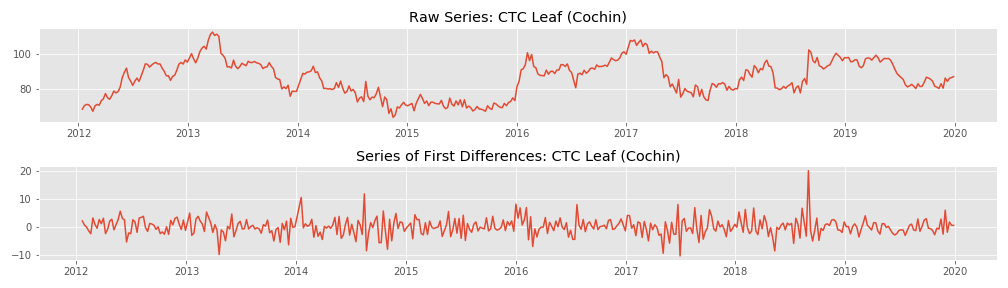 Raw Series: CTC Leaf (Cochin)
100
80
2012 2013 2014 2015 2016 2017 2018 2019 2020
Series of First Differences: CTC Leaf (Cochin)
20
10
0
−10
2012 2013 2014 2015 2016 2017 2018 2019 2020